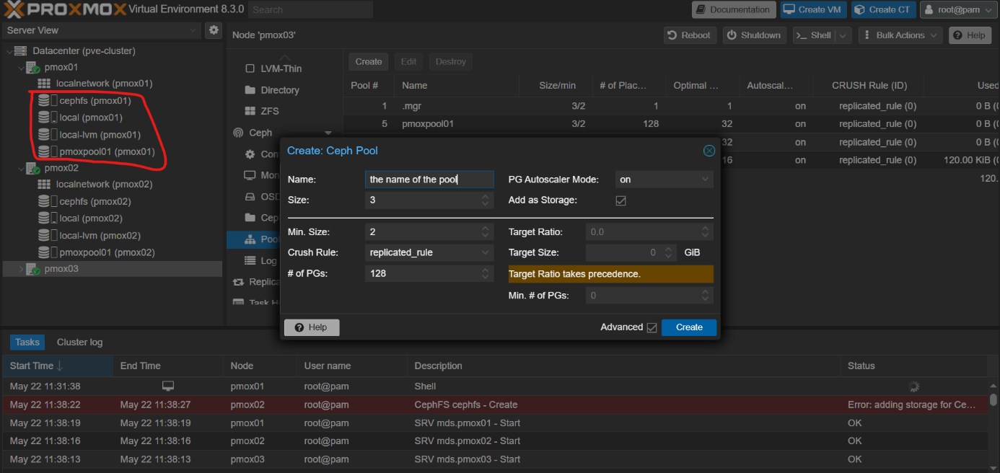 PROXMOX Virtual Environment 8.3.0 Search Documentation Create VM Create CT root@pam
Server View
Node 'pmox03' Reboot Shutdown Shell Bulk Actions Help
Datacenter (pve-cluster)
pmox01
localnetwork (pmox01)
cephfs (pmox01)
local (pmox01)
local-lvm (pmox01)
pmoxpool01 (pmox01)
pmox02
localnetwork (pmox02)
cephfs (pmox02)
local (pmox02)
local-lvm (pmox02)
pmoxpool01 (pmox02)
pmox03
LVM-Thin
Directory
ZFS
Ceph
Con
Mon
OSD
Cep
Pool
Log
Replica
Task Hi
Create Edit Destroy
Pool # Name Size/min # of Plac... Optimal ... Autoscal... CRUSH Rule (ID) Used
1 .mgr 3/2 1 1 on replicated_rule (0) 0 B (0
5 pmoxpool01 3/2 128 32 on replicated_rule (0) 0 B (0
32 on replicated_rule (0) 0 B (0
16 on replicated_rule (0) 120.00 KiB (0
120.
Create: Ceph Pool
Name: the name of the pool PG Autoscaler Mode: on
Size: 3 Add as Storage:
Min. Size: 2 Target Ratio: 0.0
Crush Rule: replicated_rule Target Size: 0 GiB
# of PGs: 128 Target Ratio takes precedence.
Min. # of PGs: 0
Help Advanced Create
Tasks Cluster log
Start Time End Time Node User name Description Status
May 22 11:31:38 pmox01 root@pam Shell
May 22 11:38:22 May 22 11:38:27 pmox02 root@pam CephFS cephfs - Create Error: adding storage for Ce...
May 22 11:38:19 May 22 11:38:19 pmox01 root@pam SRV mds.pmox01 - Start OK
May 22 11:38:16 May 22 11:38:16 pmox02 root@pam SRV mds.pmox02 - Start OK
May 22 11:38:13 May 22 11:38:13 pmox03 root@pam SRV mds.pmox03 - Start OK